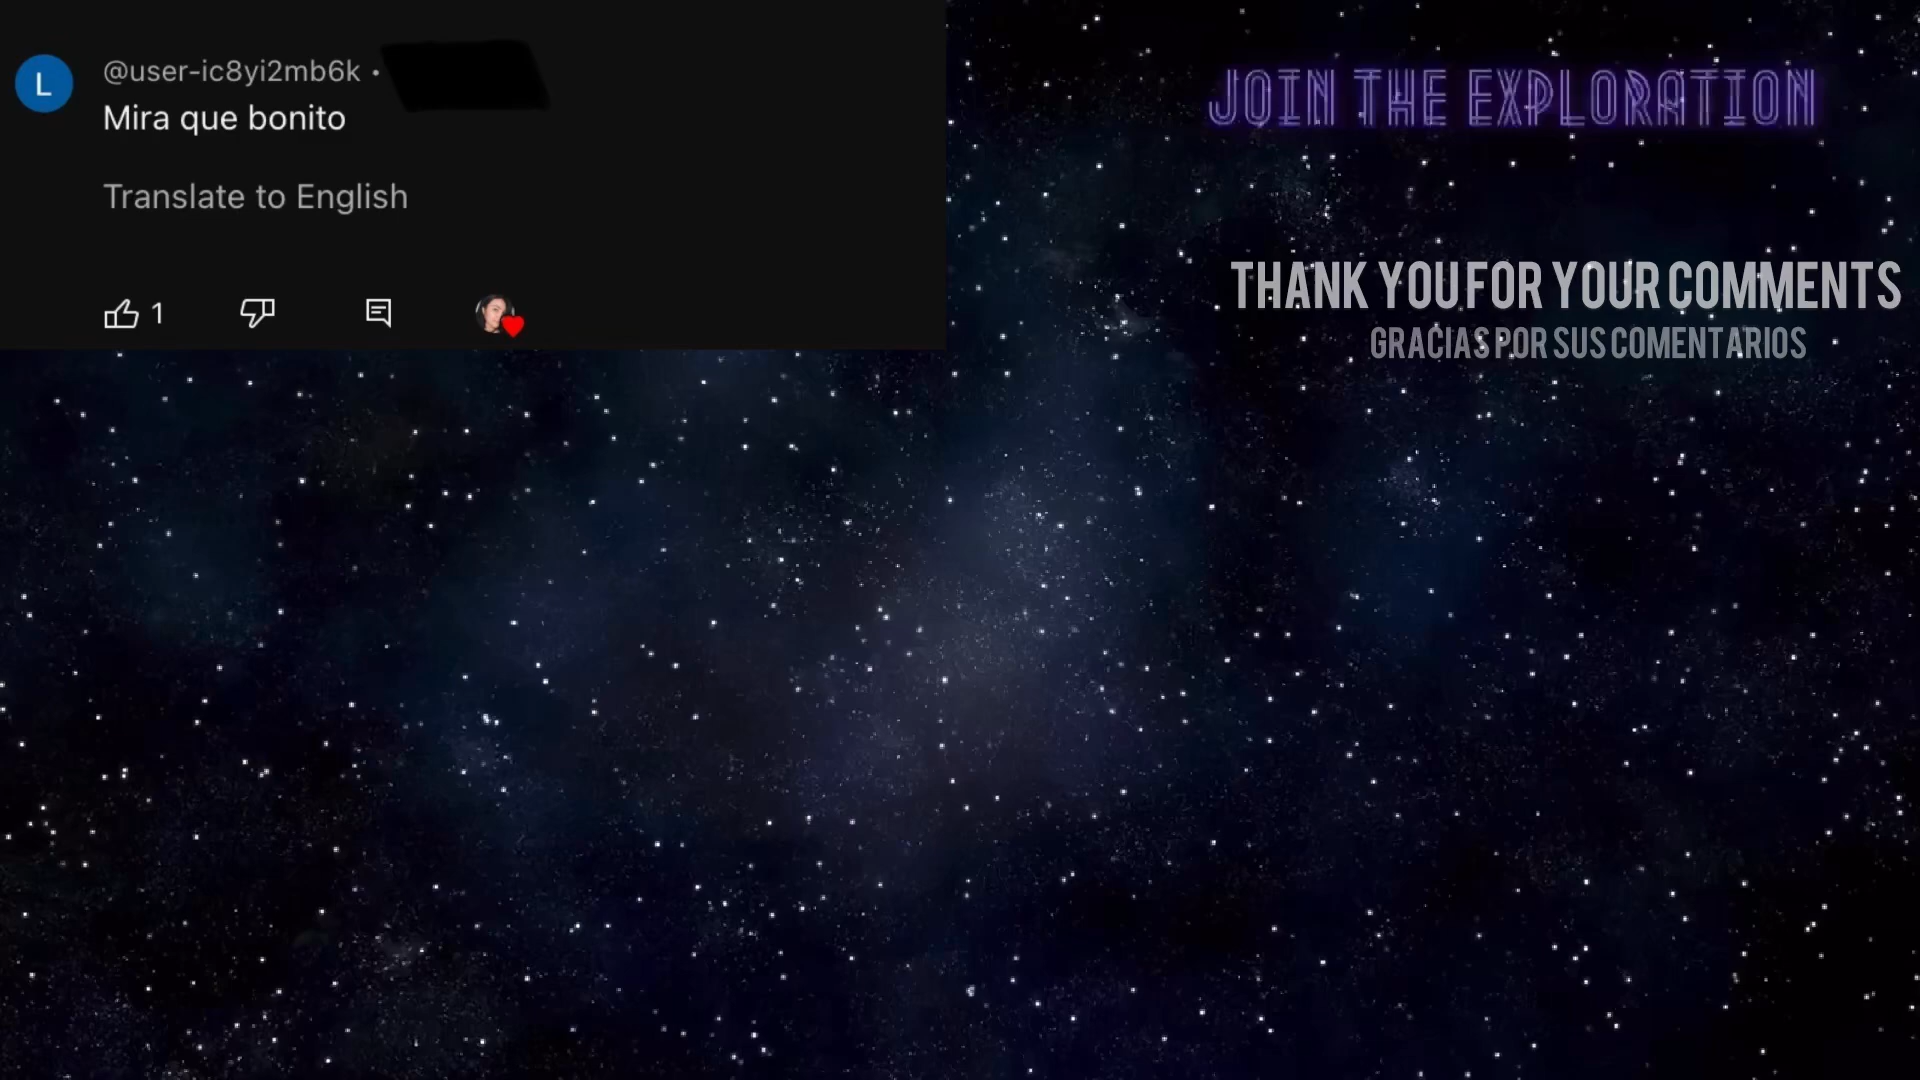 L
@user-ic8yi2mb6k •
Mira que bonito
Translate to English
1
JOIN THE EXPLORATION
THANK YOU FOR YOUR COMMENTS
GRACIAS POR SUS COMENTARIOS